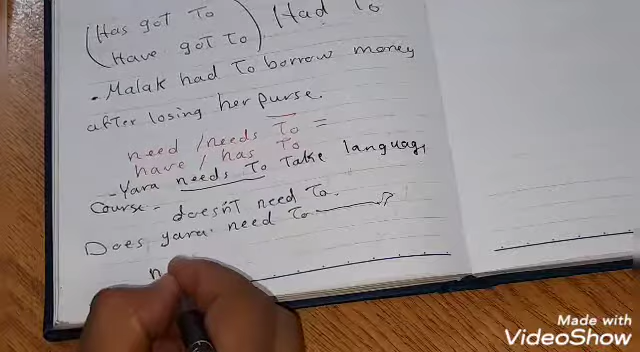 (Has got To
(Have got To) Had To
• Malak had To borrow money
after losing her purse.
need / needs To =
have / has To
- Yara needs To Take language
Course - doesn't need To.
Does yara need To ?
n
Made with
VideoShow